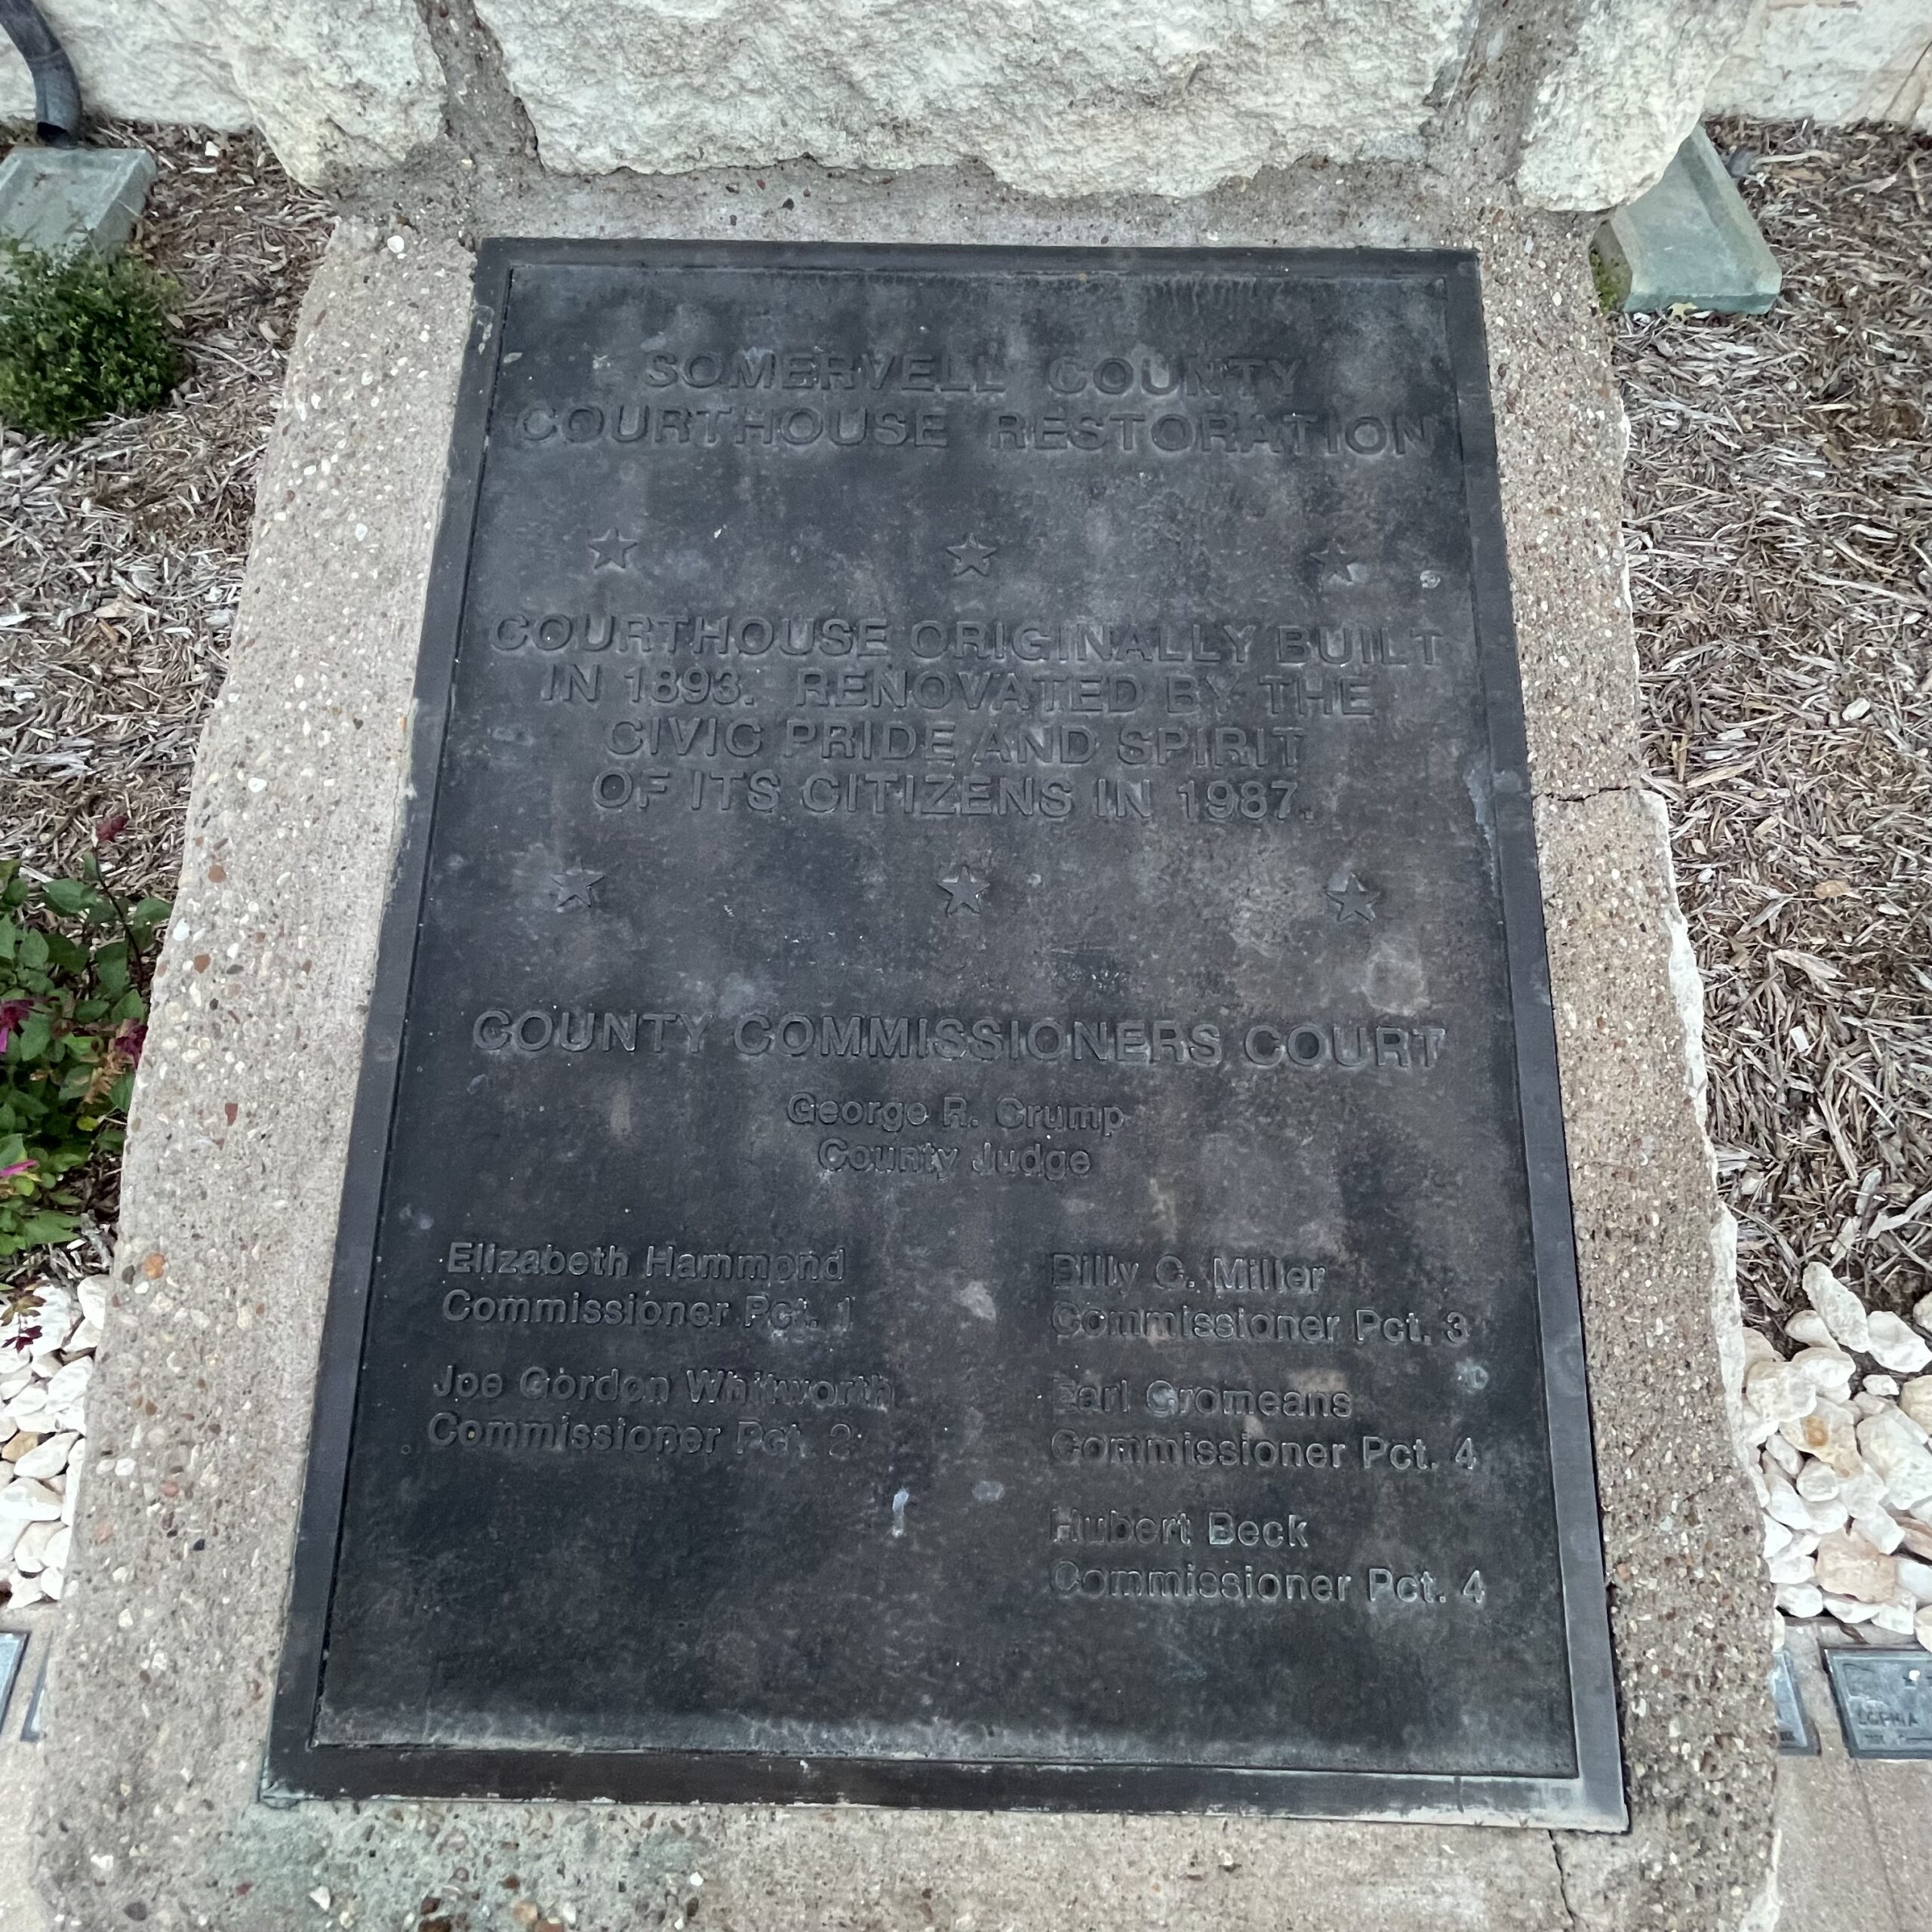 SOMERVELL COUNTY
COURTHOUSE RESTORATION
COURTHOUSE ORIGINALLY BUILT
IN 1893. RENOVATED BY THE
CIVIC PRIDE AND SPIRIT
OF ITS CITIZENS IN 1987.
COUNTY COMMISSIONERS COURT
George R. Crump
County Judge
Elizabeth Hammond
Commissioner Pct. 1
Joe Gordon Whitworth
Commissioner Pct. 2
Billy C. Miller
Commissioner Pct. 3
Earl Cromeans
Commissioner Pct. 4
Hubert Beck
Commissioner Pct. 4